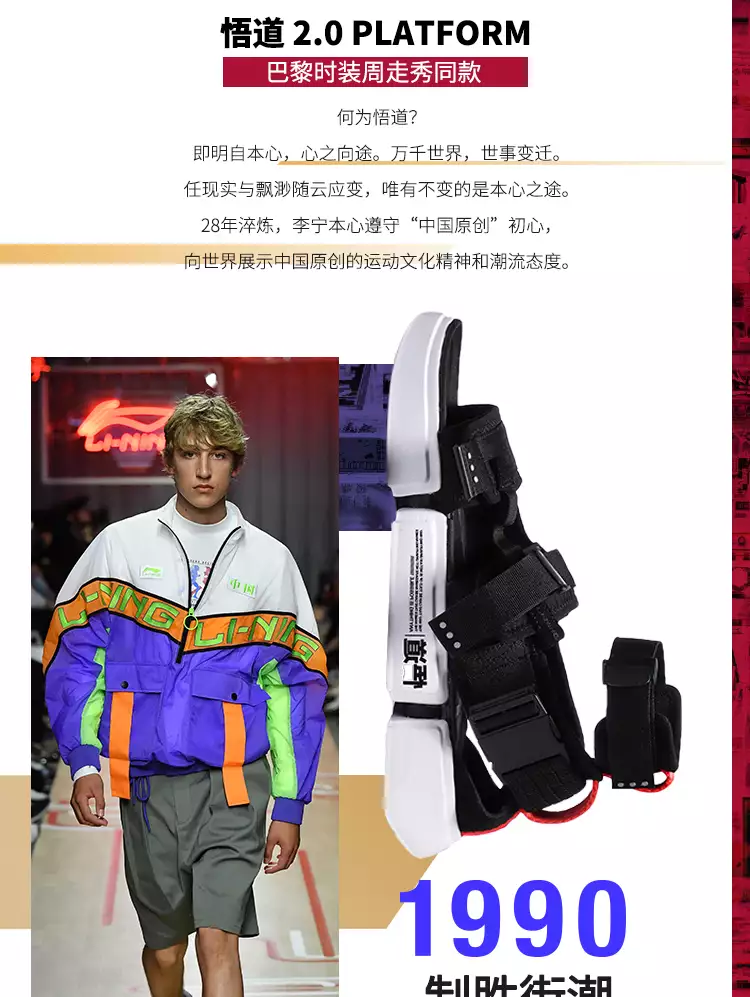 悟道 2.0 PLATFORM
巴黎时装周走秀同款
何为悟道？
即明自本心，心之向途。万千世界，世事变迁。
任现实与飘渺随云应变，唯有不变的是本心之途。
28年淬炼，李宁本心遵守“中国原创”初心，
向世界展示中国原创的运动文化精神和潮流态度。
LI-NING
中国
LI-NING LI-NING
悟道
1990
制胜街潮